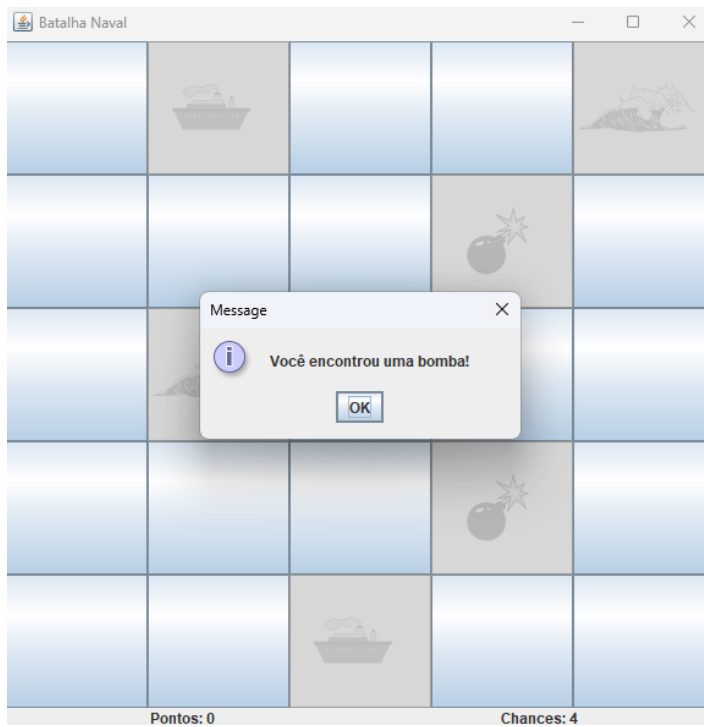 Batalha Naval
Message
Você encontrou uma bomba!
OK
Pontos: 0
Chances: 4